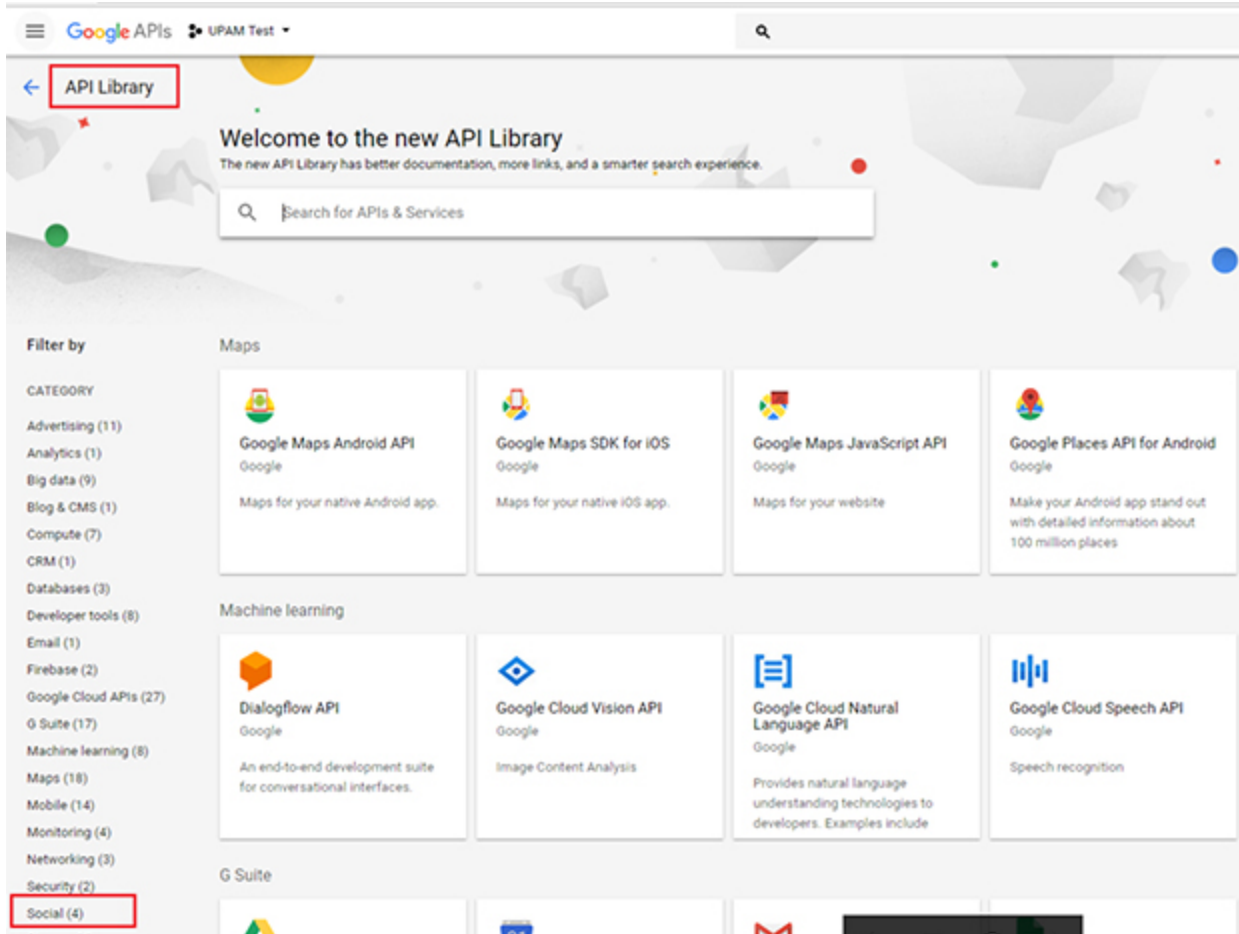 Google APIs
UPAM Test
API Library
Welcome to the new API Library
The new API Library has better documentation, more links, and a smarter search experience.
Search for APIs & Services
Filter by
CATEGORY
Advertising (11)
Analytics (1)
Big data (9)
Blog & CMS (1)
Compute (7)
CRM (1)
Databases (3)
Developer tools (8)
Email (1)
Firebase (2)
Google Cloud APIs (27)
G Suite (17)
Machine learning (8)
Maps (18)
Mobile (14)
Monitoring (4)
Networking (3)
Security (2)
Social (4)
Maps
Google Maps Android API
Google
Maps for your native Android app.
Google Maps SDK for iOS
Google
Maps for your native iOS app.
Google Maps JavaScript API
Google
Maps for your website
Google Places API for Android
Google
Make your Android app stand out
with detailed information about
100 million places
Machine learning
Dialogflow API
Google
An end-to-end development suite
for conversational interfaces.
Google Cloud Vision API
Google
Image Content Analysis
Google Cloud Natural
Language API
Google
Provides natural language
understanding technologies to
developers. Examples include
Google Cloud Speech API
Google
Speech recognition
G Suite